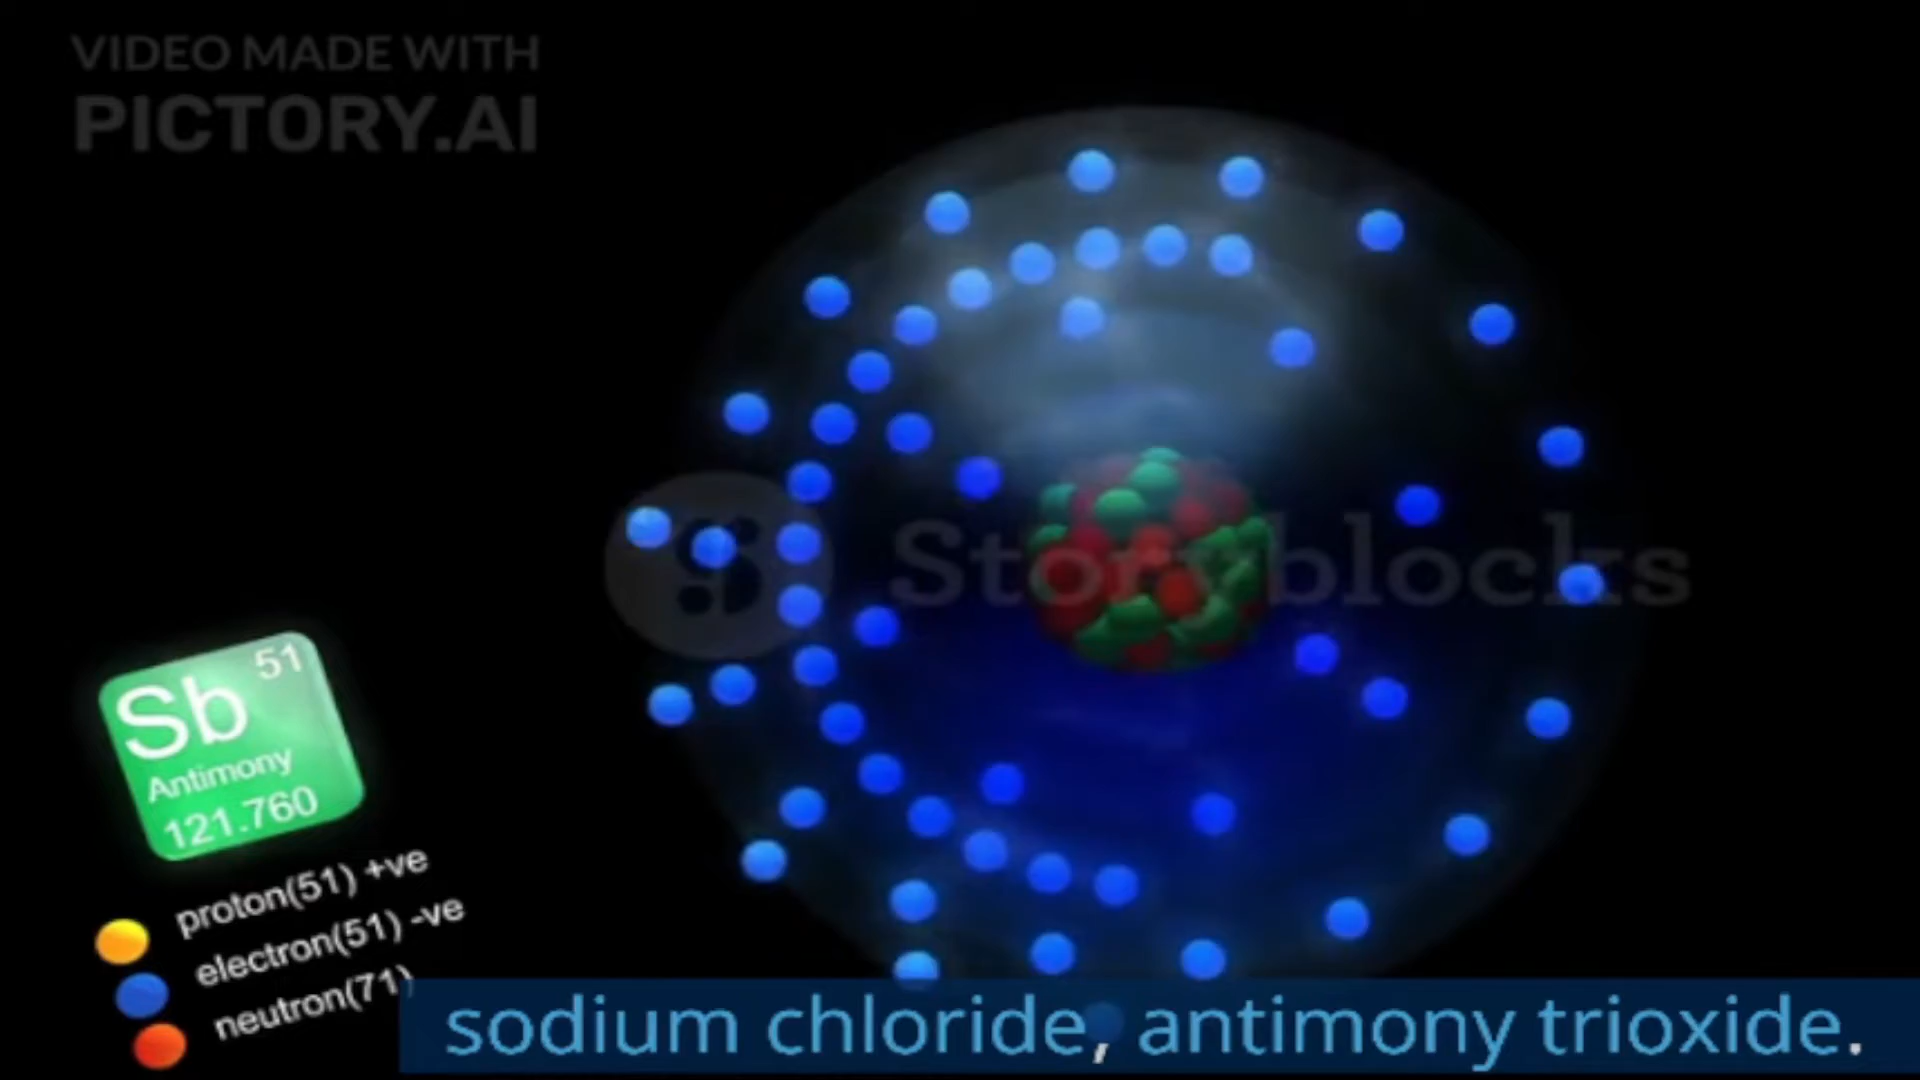 VIDEO MADE WITH
PICTORY.AI
Storyblocks
51
Sb
Antimony
121.760
proton(51) +ve
electron(51) -ve
neutron(71)
sodium chloride, antimony trioxide.